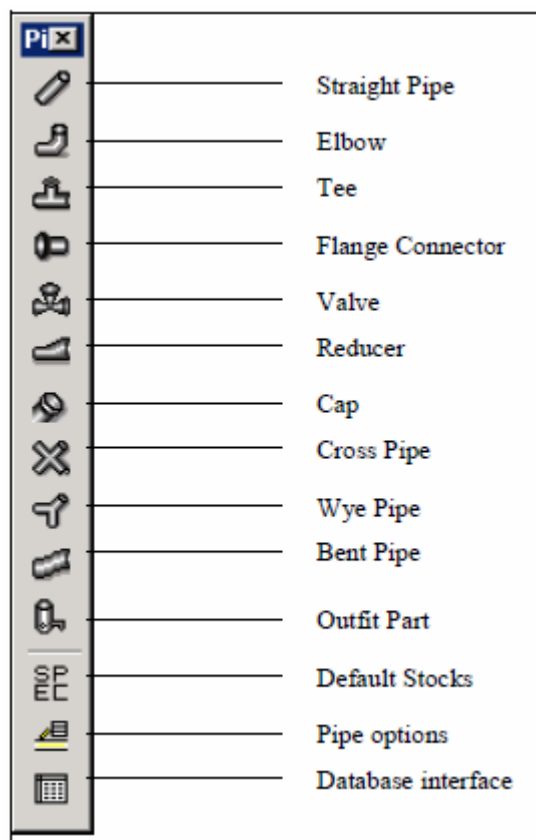 Pi
Straight Pipe
Elbow
Tee
Flange Connector
Valve
Reducer
Cap
Cross Pipe
Wye Pipe
Bent Pipe
Outfit Part
SP
EC
Default Stocks
Pipe options
Database interface